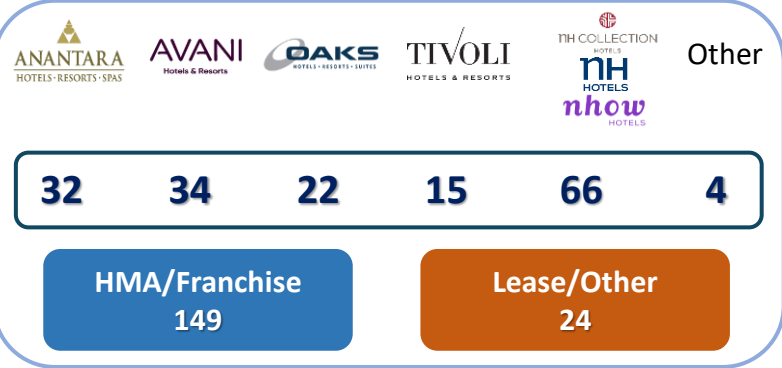 ANANTARA
HOTELS·RESORTS·SPAS
AVANI
Hotels & Resorts
OAKS
HOTELS·RESORTS·SUITES
TIVOLI
HOTELS & RESORTS
NH COLLECTION
HOTELS
NH
HOTELS
nhow
HOTELS
Other
32 34 22 15 66 4
HMA/Franchise
149
Lease/Other
24